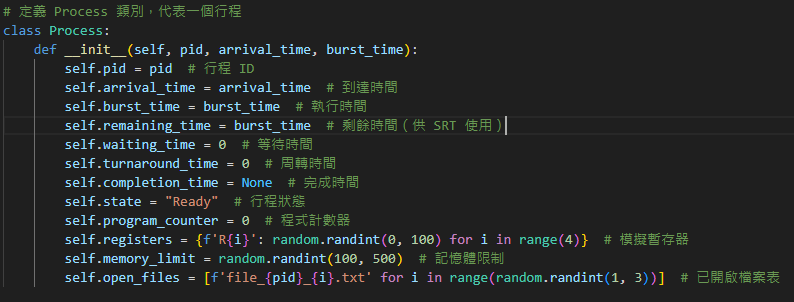 # 定義 Process 類別，代表一個行程
class Process:
    def __init__(self, pid, arrival_time, burst_time):
        self.pid = pid  # 行程 ID
        self.arrival_time = arrival_time  # 到達時間
        self.burst_time = burst_time  # 執行時間
        self.remaining_time = burst_time  # 剩餘時間（供 SRT 使用）
        self.waiting_time = 0  # 等待時間
        self.turnaround_time = 0  # 周轉時間
        self.completion_time = None  # 完成時間
        self.state = "Ready"  # 行程狀態
        self.program_counter = 0  # 程式計數器
        self.registers = {f'R{i}': random.randint(0, 100) for i in range(4)}  # 模擬暫存器
        self.memory_limit = random.randint(100, 500)  # 記憶體限制
        self.open_files = [f'file_{pid}_{i}.txt' for i in range(random.randint(1, 3))]  # 已開啟檔案表